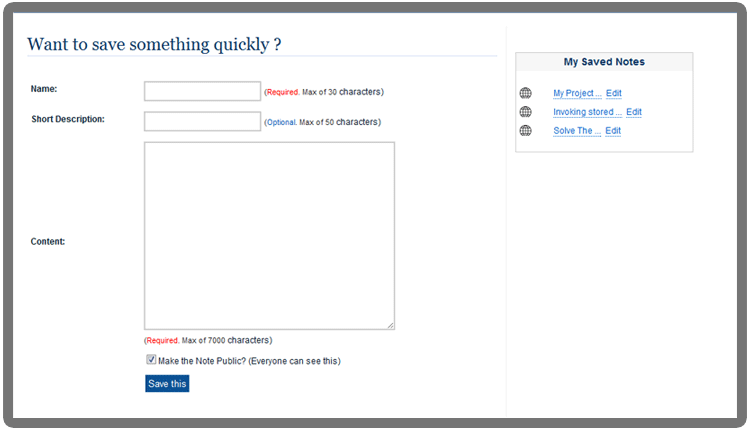 Want to save something quickly ?
Name:
(Required. Max of 30 characters)
Short Description:
(Optional. Max of 50 characters)
Content:
(Required. Max of 7000 characters)
Make the Note Public? (Everyone can see this)
Save this
My Saved Notes
My Project ... Edit
Invoking stored ... Edit
Solve The ... Edit